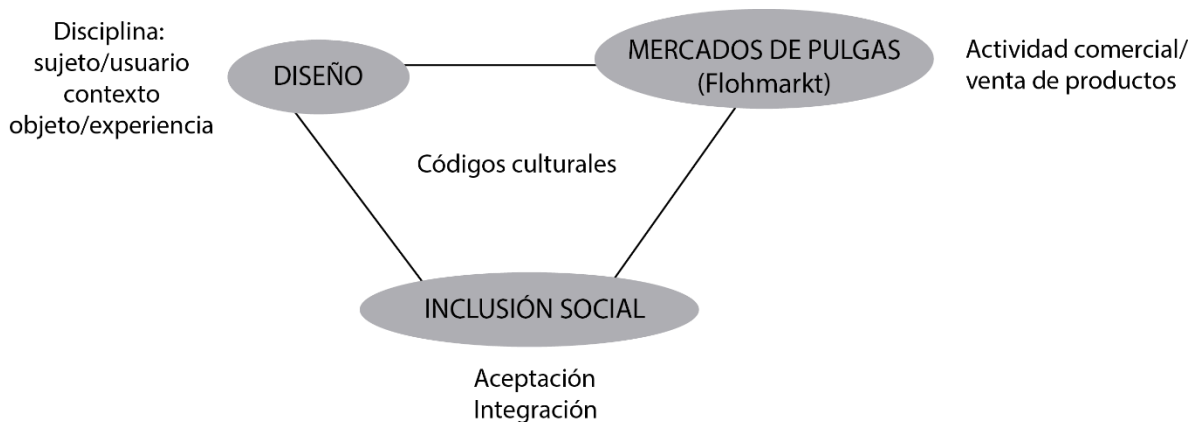 Disciplina:
sujeto/usuario
contexto
objeto/experiencia
DISEÑO
MERCADOS DE PULGAS
(Flohmarkt)
Actividad comercial/
venta de productos
Códigos culturales
INCLUSIÓN SOCIAL
Aceptación
Integración